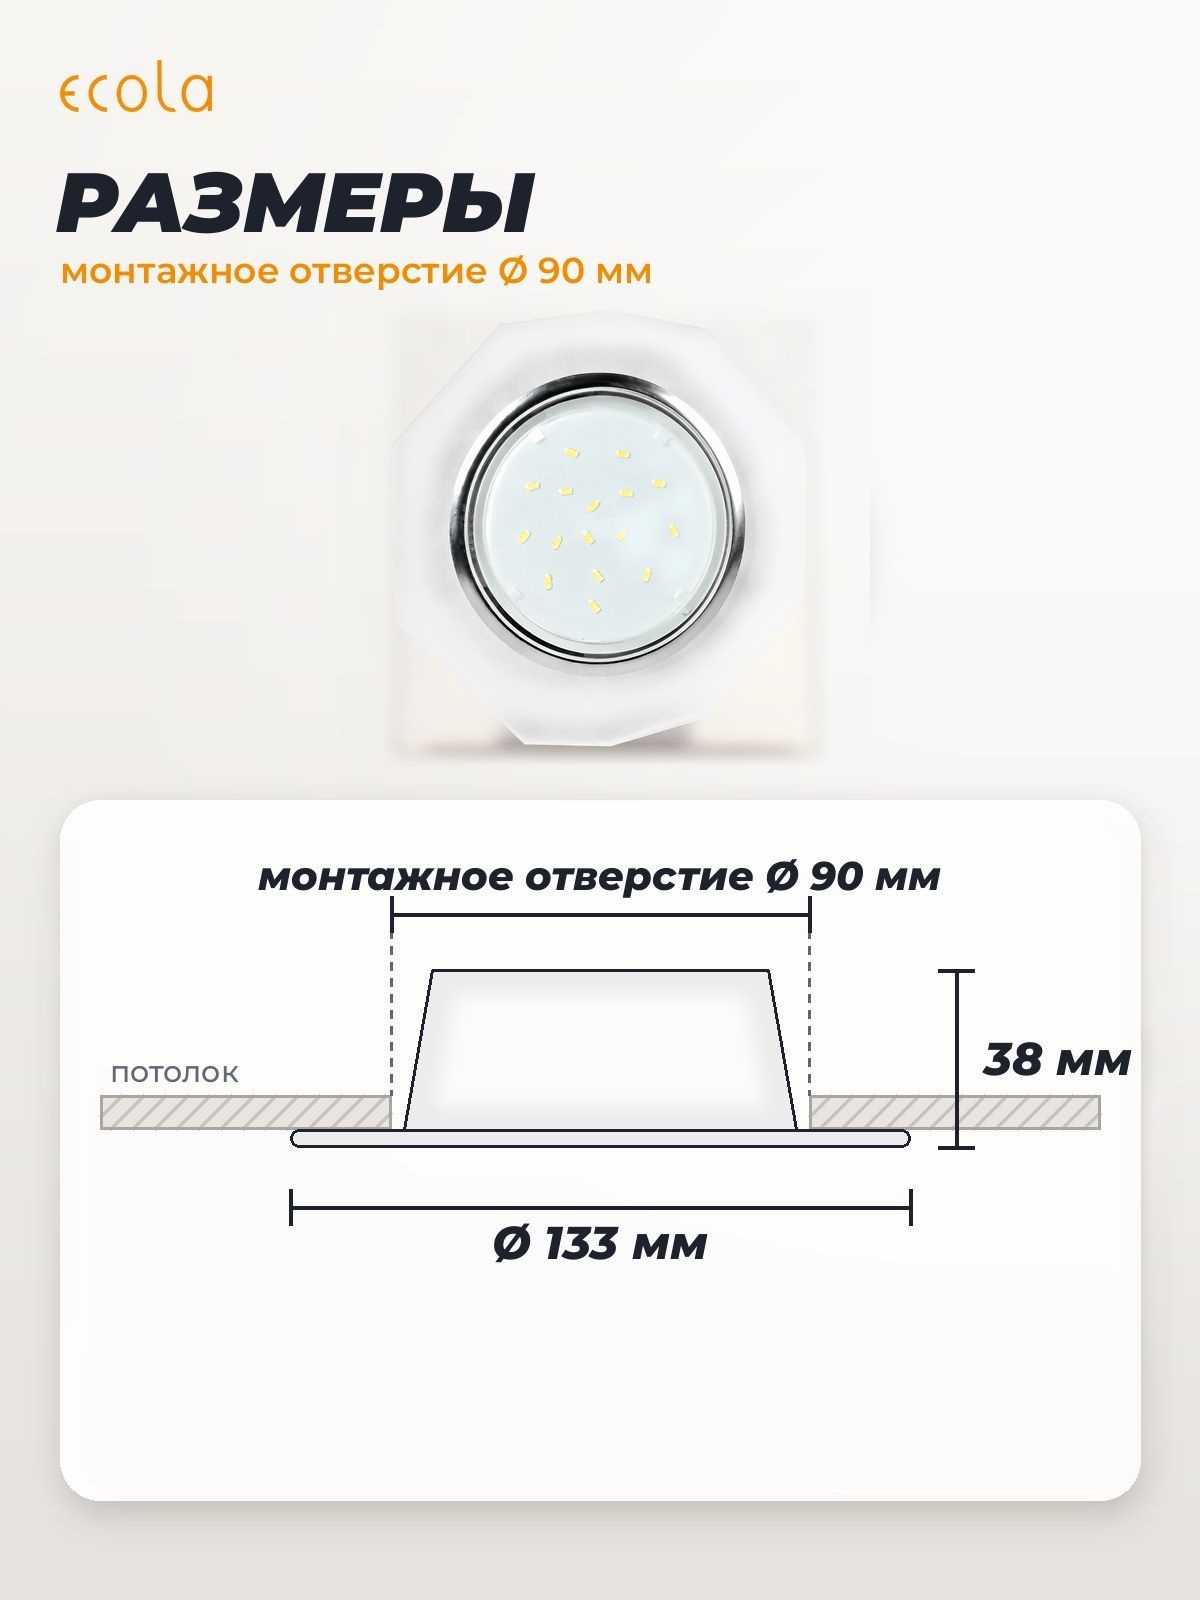 ecola
РАЗМЕРЫ
монтажное отверстие Ø 90 мм
монтажное отверстие Ø 90 мм
потолок
38 мм
Ø 133 мм